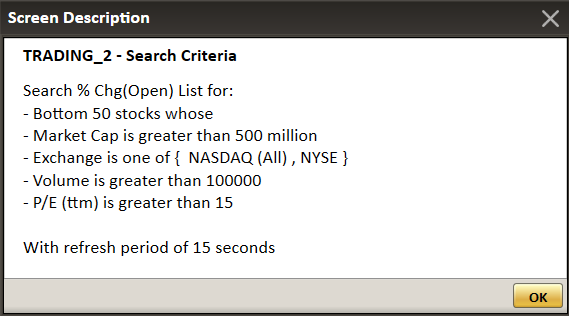 Screen Description
TRADING_2 - Search Criteria
Search % Chg(Open) List for:
- Bottom 50 stocks whose
- Market Cap is greater than 500 million
- Exchange is one of {  NASDAQ (All) , NYSE }
- Volume is greater than 100000
- P/E (ttm) is greater than 15
With refresh period of 15 seconds
OK